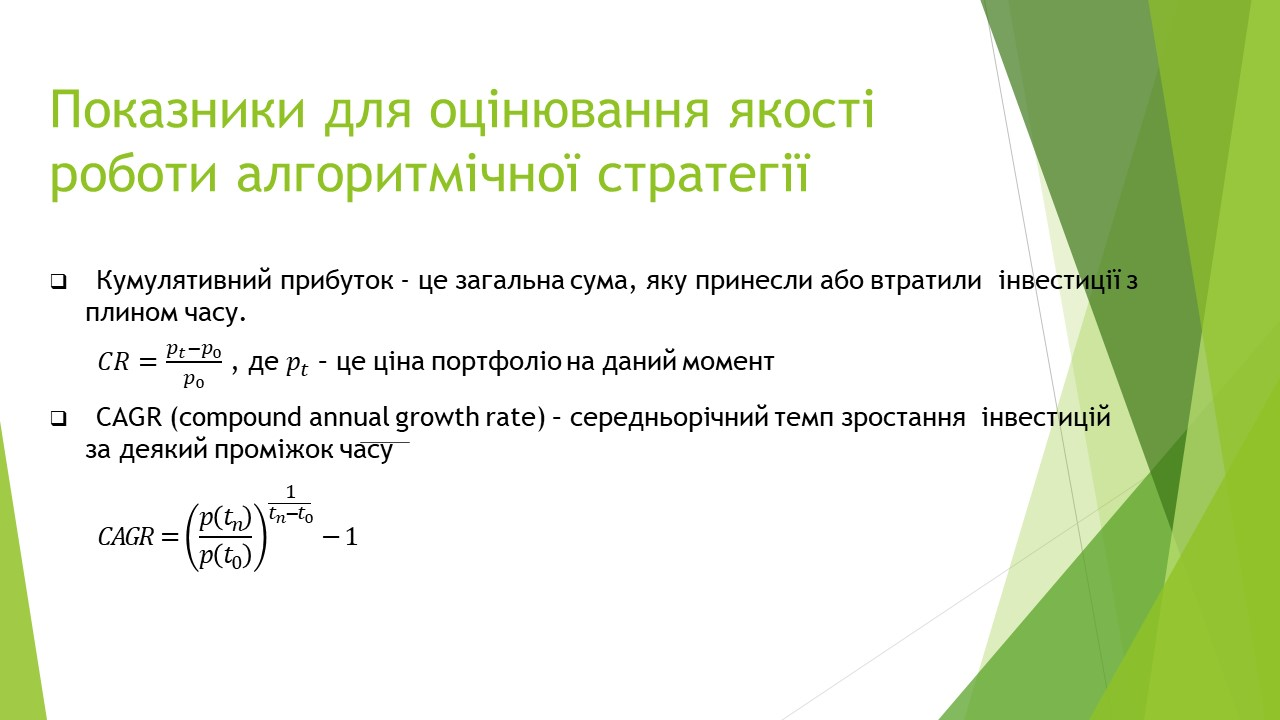 Показники для оцінювання якості
роботи алгоритмічної стратегії
❑ Кумулятивний прибуток - це загальна сума, яку принесли або втратили інвестиції з
плином часу.
CR = (p_t−p_0)/p_0 , де p_t – це ціна портфоліо на даний момент
❑ CAGR (compound annual growth rate) – середньорічний темп зростання інвестицій
за деякий проміжок часу
CAGR = (p(t_n)/p(t_0))^(1/(t_n−t_0)) − 1